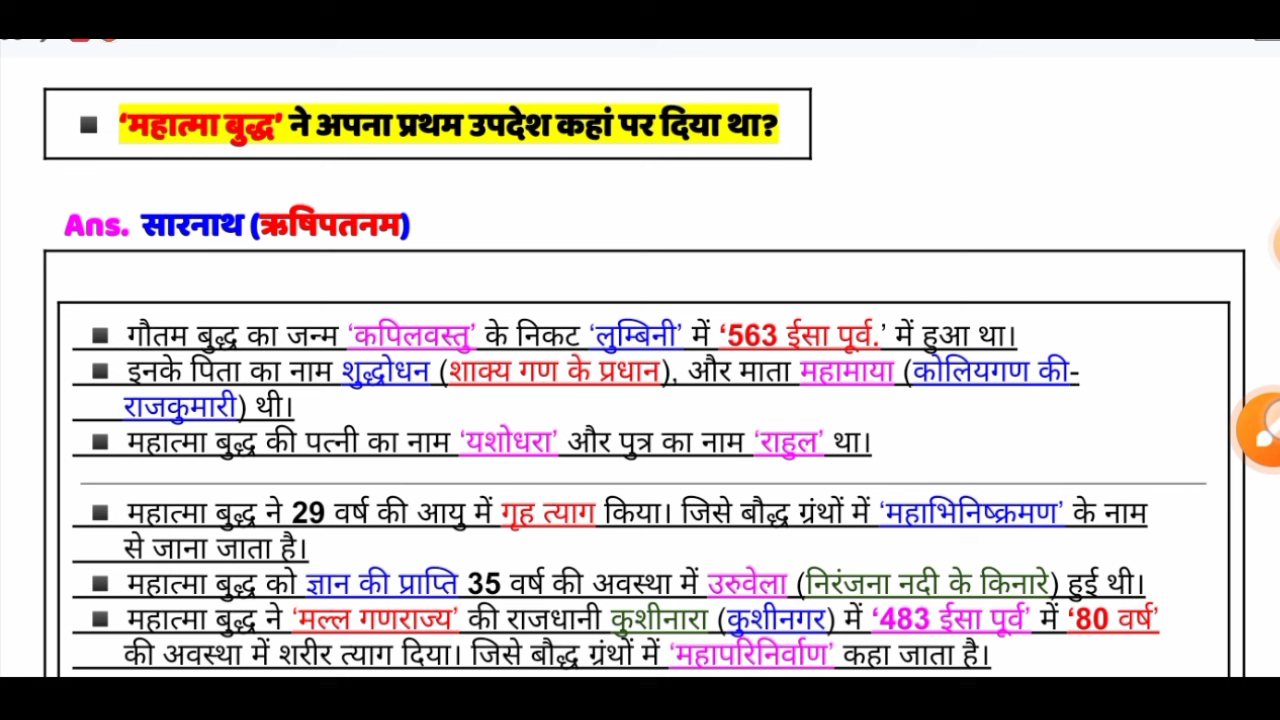 ▪ ‘महात्मा बुद्ध’ ने अपना प्रथम उपदेश कहां पर दिया था?
Ans. सारनाथ (ऋषिपतनम)
▪ गौतम बुद्ध का जन्म ‘कपिलवस्तु’ के निकट ‘लुम्बिनी’ में ‘563 ईसा पूर्व.’ में हुआ था।
▪ इनके पिता का नाम शुद्धोधन (शाक्य गण के प्रधान), और माता महामाया (कोलियगण की-
राजकुमारी) थी।
▪ महात्मा बुद्ध की पत्नी का नाम ‘यशोधरा’ और पुत्र का नाम ‘राहुल’ था।
▪ महात्मा बुद्ध ने 29 वर्ष की आयु में गृह त्याग किया। जिसे बौद्ध ग्रंथों में ‘महाभिनिष्क्रमण’ के नाम
से जाना जाता है।
▪ महात्मा बुद्ध को ज्ञान की प्राप्ति 35 वर्ष की अवस्था में उरुवेला (निरंजना नदी के किनारे) हुई थी।
▪ महात्मा बुद्ध ने ‘मल्ल गणराज्य’ की राजधानी कुशीनारा (कुशीनगर) में ‘483 ईसा पूर्व’ में ‘80 वर्ष’
की अवस्था में शरीर त्याग दिया। जिसे बौद्ध ग्रंथों में ‘महापरिनिर्वाण’ कहा जाता है।